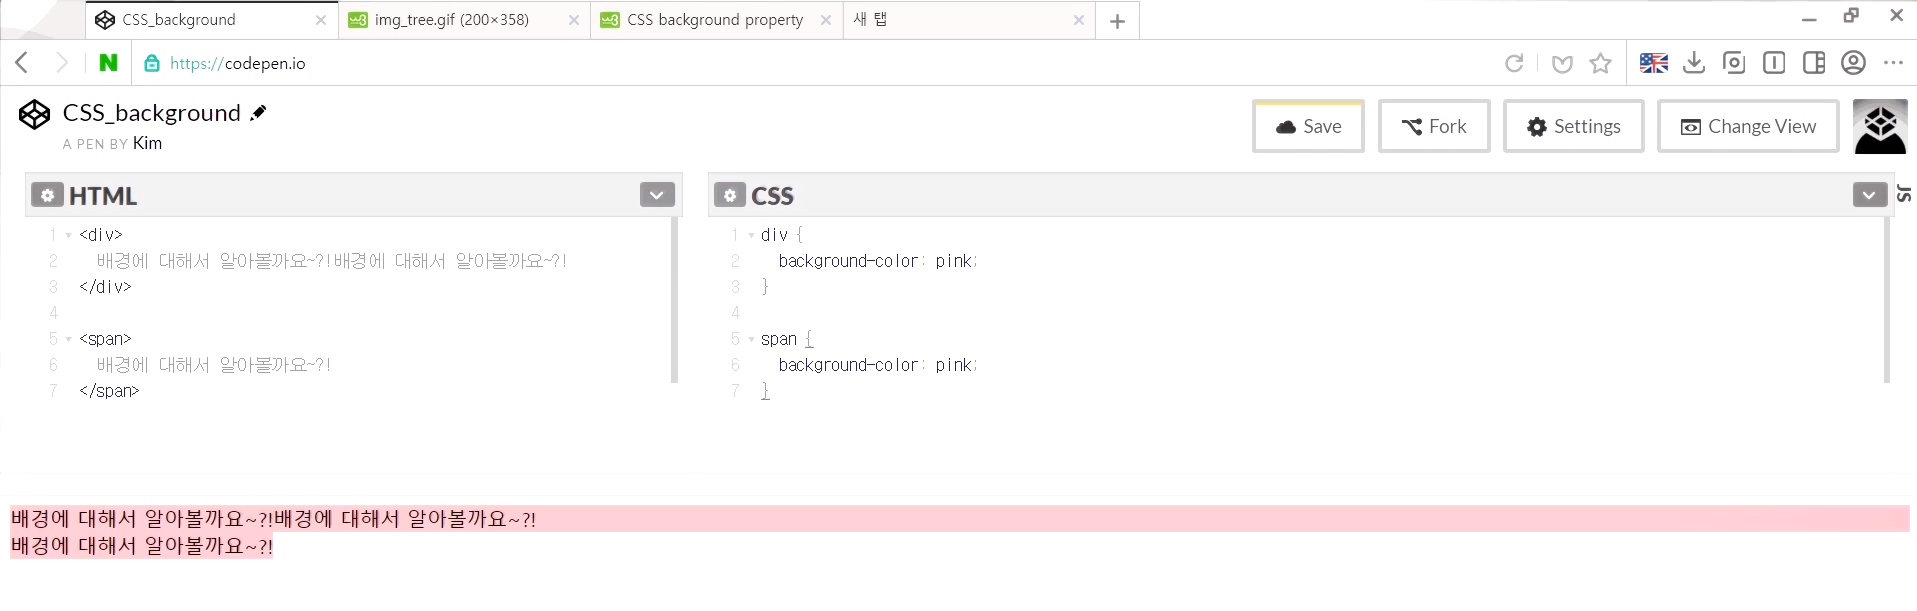 CSS_background
img_tree.gif (200×358)
CSS background property
새 탭
N
https://codepen.io
CSS_background
A PEN BY Kim
Save
Fork
Settings
Change View
HTML
1 <div>
2 배경에 대해서 알아볼까요~?!배경에 대해서 알아볼까요~?!
3 </div>
4
5 <span>
6 배경에 대해서 알아볼까요~?!
7 </span>
CSS
JS
1 div {
2 background-color: pink;
3 }
4
5 span {
6 background-color: pink;
7 }
배경에 대해서 알아볼까요~?!배경에 대해서 알아볼까요~?!
배경에 대해서 알아볼까요~?!